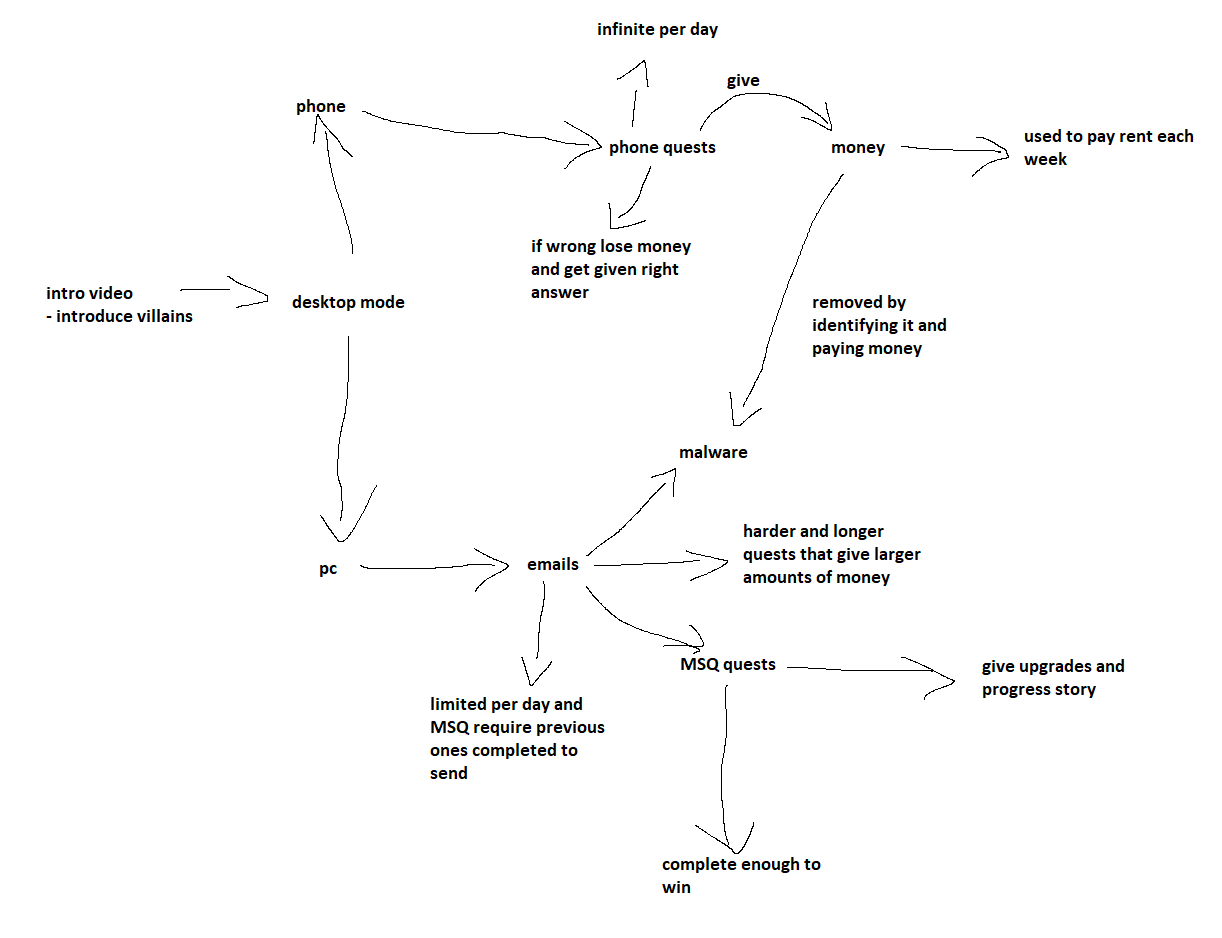 infinite per day
give
phone
phone quests
money
used to pay rent each
week
if wrong lose money
and get given right
answer
intro video
- introduce villains
desktop mode
removed by
identifying it and
paying money
malware
harder and longer
quests that give larger
amounts of money
pc
emails
MSQ quests
give upgrades and
progress story
limited per day and
MSQ require previous
ones completed to
send
complete enough to
win